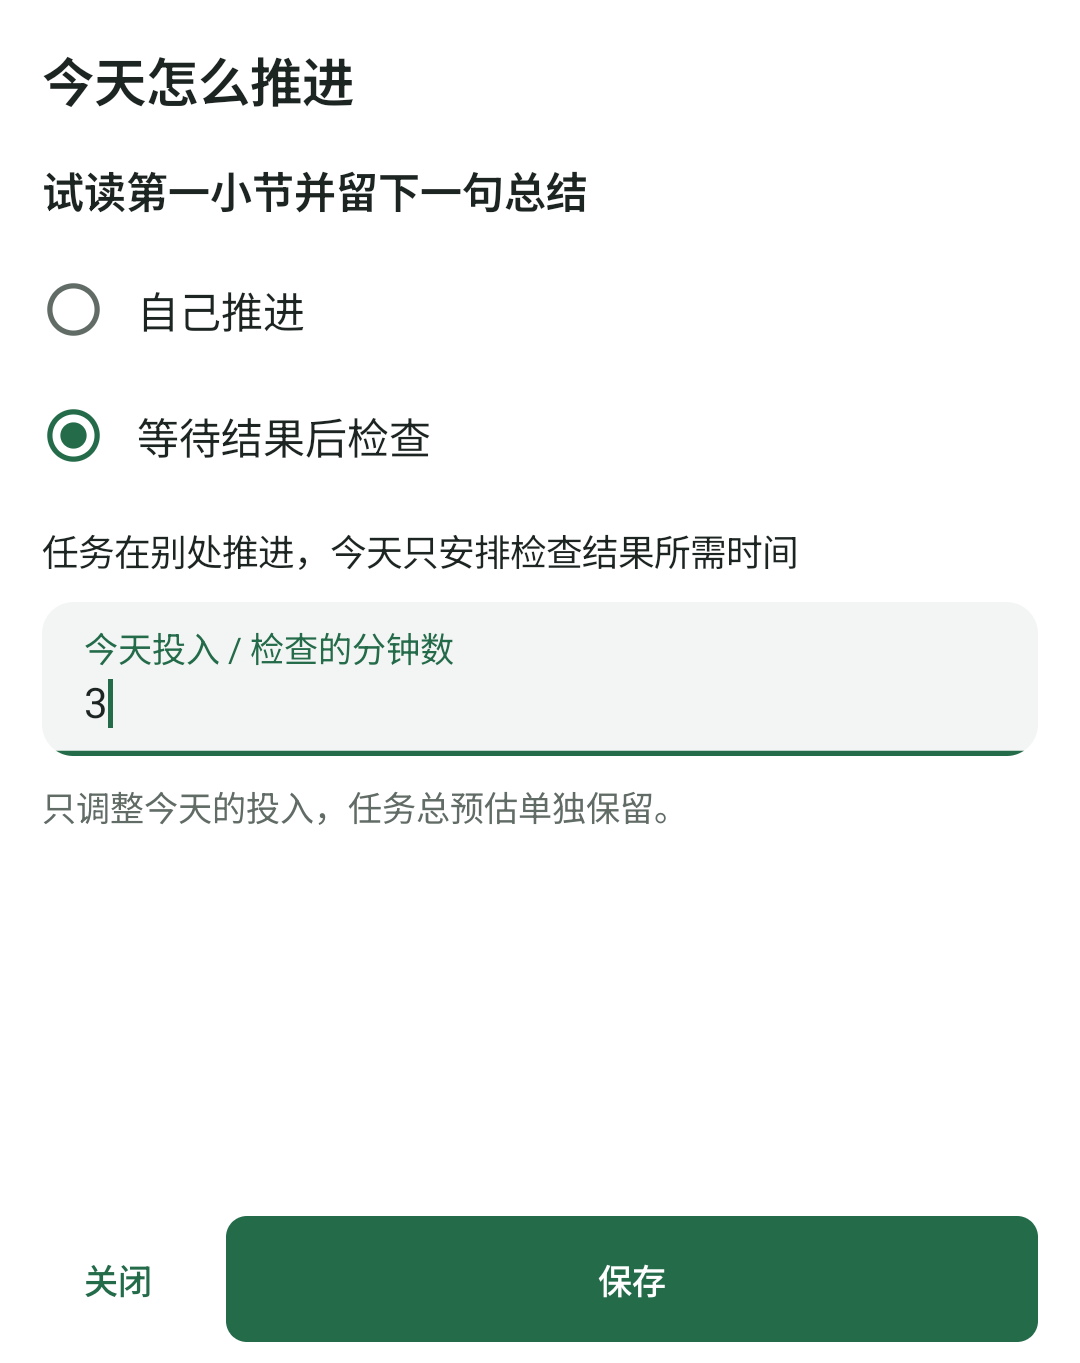 今天怎么推进
试读第一小节并留下一句总结
自己推进
等待结果后检查
任务在别处推进，今天只安排检查结果所需时间
今天投入 / 检查的分钟数
3
只调整今天的投入，任务总预估单独保留。
关闭
保存